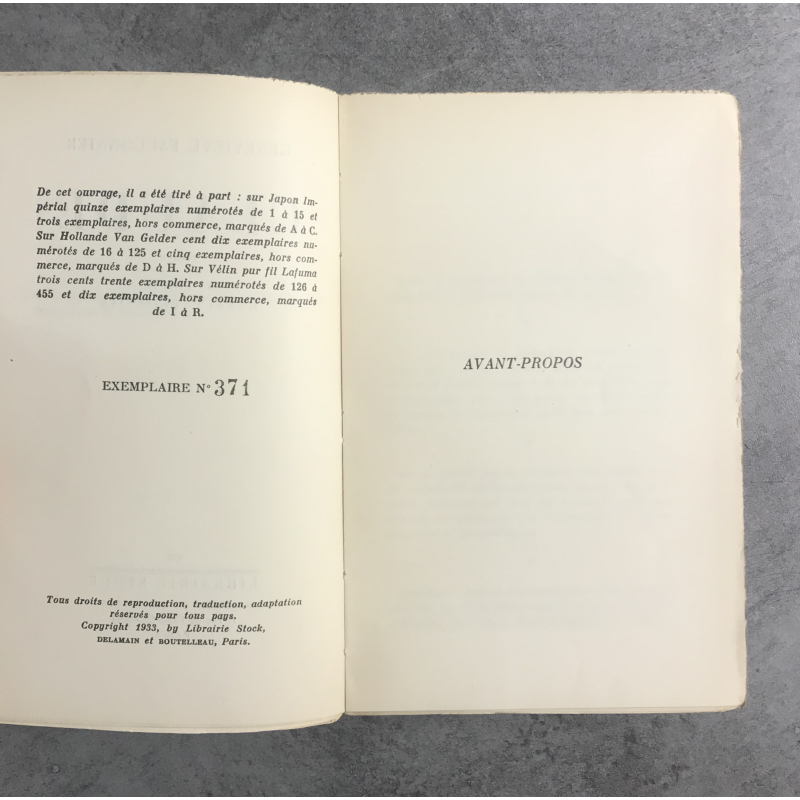 De cet ouvrage, il a été tiré à part : sur Japon Im-
périal quinze exemplaires numérotés de 1 à 15 et
trois exemplaires, hors commerce, marqués de A à C.
Sur Hollande Van Gelder cent dix exemplaires nu-
mérotés de 16 à 125 et cinq exemplaires, hors com-
merce, marqués de D à H. Sur Vélin pur fil Lafuma
trois cents trente exemplaires numérotés de 126 à
455 et dix exemplaires, hors commerce, marqués
de I à R.
EXEMPLAIRE N° 371
Tous droits de reproduction, traduction, adaptation
réservés pour tous pays.
Copyright 1933, by Librairie Stock,
DELAMAIN et BOUTELLEAU, Paris.
AVANT-PROPOS